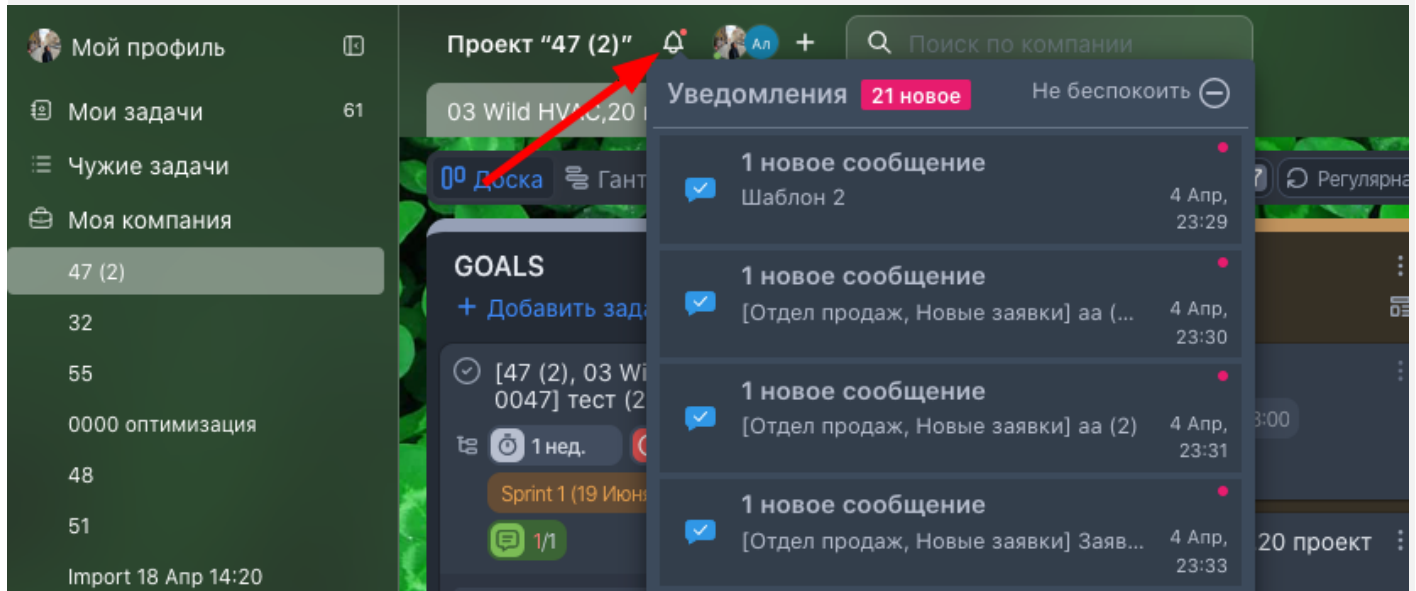 Мой профиль
Мои задачи 61
Чужие задачи
Моя компания
47 (2)
32
55
0000 оптимизация
48
51
Import 18 Апр 14:20
Проект “47 (2)”
Ал +
Поиск по компании
03 Wild HVAC,20
Доска
Гант
Регулярна
GOALS
+ Добавить зад
[47 (2), 03 Wi
0047] тест (2
1 нед.
Sprint 1 (19 Июн
1/1
Уведомления 21 новое Не беспокоить
1 новое сообщение
Шаблон 2
4 Апр,
23:29
1 новое сообщение
[Отдел продаж, Новые заявки] аа (...
4 Апр,
23:30
1 новое сообщение
[Отдел продаж, Новые заявки] аа (2)
4 Апр,
23:31
1 новое сообщение
[Отдел продаж, Новые заявки] Заяв...
4 Апр,
23:33
3:00
20 проект